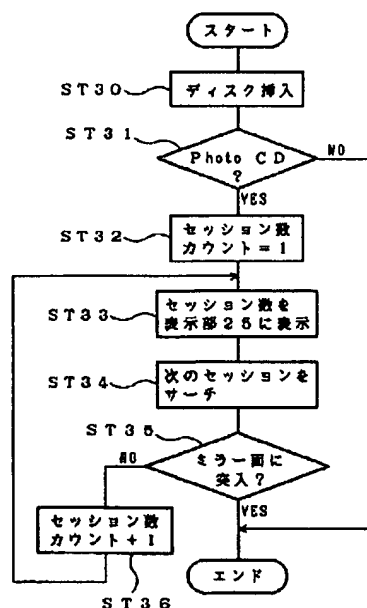 スタート
ST30
ディスク挿入
ST31
Photo CD
?
NO
YES
ST32
セッション数
カウント=1
ST33
セッション数を
表示部25に表示
ST34
次のセッションを
サーチ
ST35
ミラー面に
突入?
NO
YES
セッション数
カウント+1
ST36
エンド